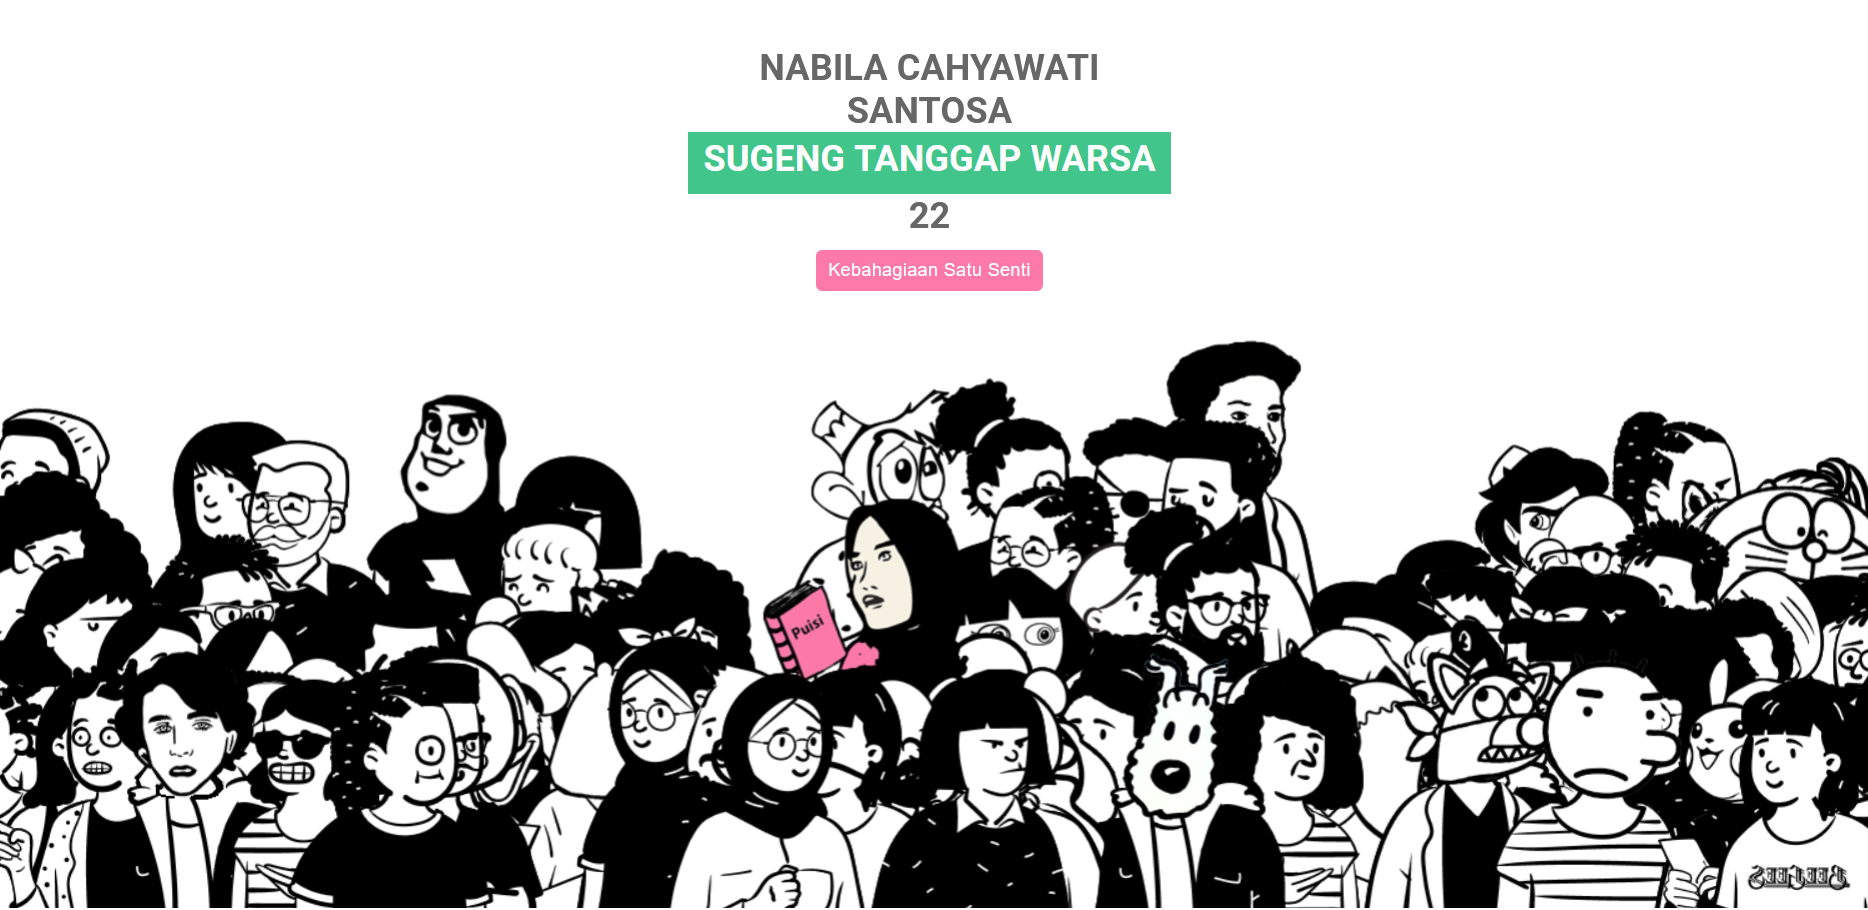 NABILA CAHYAWATI
SANTOSA
SUGENG TANGGAP WARSA
22
Kebahagiaan Satu Senti
Puisi